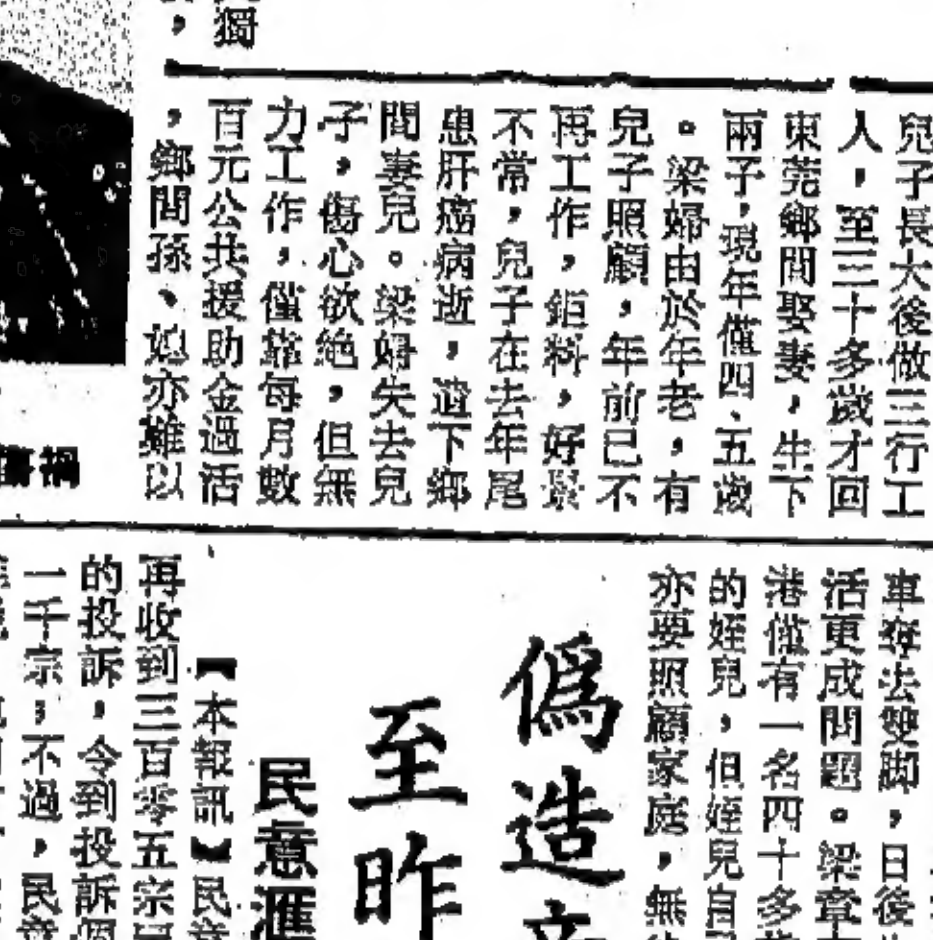 獨
，
兒子長大後做三行工
人，至三十多歲才回
東莞鄉間娶妻，生下
兩子，現年僅四、五歲
。梁婦由於年老，有
兒子照顧，年前已不
再工作，鉅料，好景
不常，兒子在去年尾
患肝癌病逝，遺下鄉
間妻兒。梁婦失去兒
子，傷心欲絕，但無
力工作，僅靠每月數
百元公共援助金過活
，鄉間孫、媳亦難以
禍
車存去雙脚，日後
活更成問題。梁章
港僅有一名四十多
的姪兒，但姪兒自
亦要照顧家庭，無
偽造
至昨
民意匯
【本報訊】民意
再收到三百零五宗
的投訴，令到投訴
一千宗；不過，民意